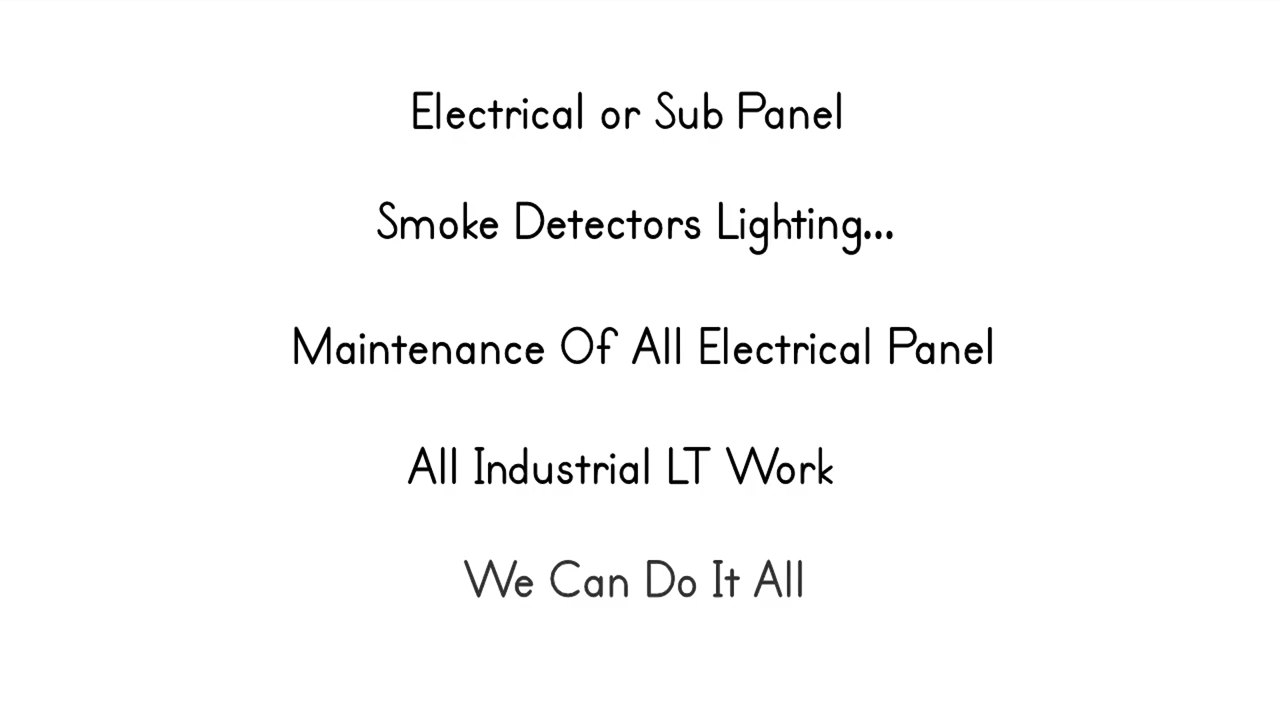 Electrical or Sub Panel
Smoke Detectors Lighting...
Maintenance Of All Electrical Panel
All Industrial LT Work
We Can Do It All